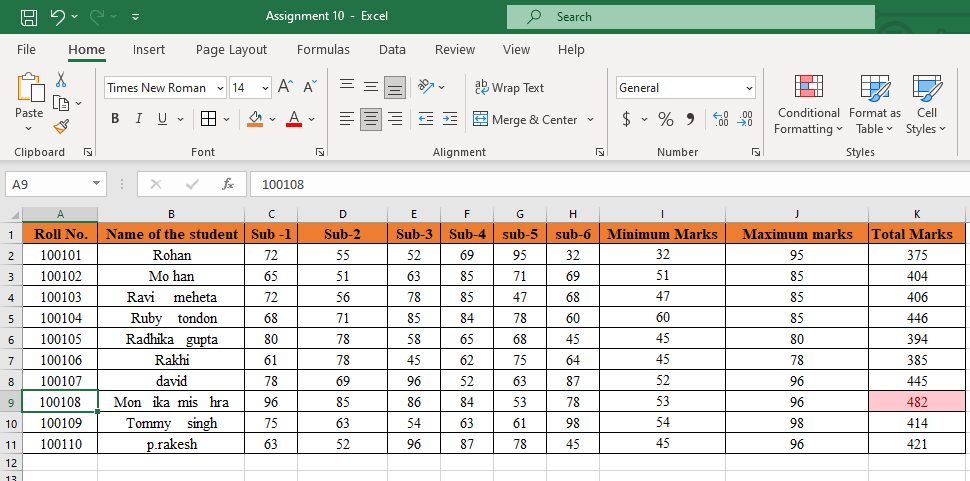 Assignment 10 - Excel
Search
File Home Insert Page Layout Formulas Data Review View Help
Times New Roman 14 A A ab Wrap Text General
Paste B I U A Merge & Center $ % Conditional Formatting Format as Table Cell Styles
Clipboard Font Alignment Number Styles
A9 fx 100108
A B C D E F G H I J K
1 Roll No. Name of the student Sub -1 Sub-2 Sub-3 Sub-4 sub-5 sub-6 Minimum Marks Maximum marks Total Marks
2 100101 Rohan 72 55 52 69 95 32 32 95 375
3 100102 Mo han 65 51 63 85 71 69 51 85 404
4 100103 Ravi meheta 72 56 78 85 47 68 47 85 406
5 100104 Ruby tondon 68 71 85 84 78 60 60 85 446
6 100105 Radhika gupta 80 78 58 65 68 45 45 80 394
7 100106 Rakhi 61 78 45 62 75 64 45 78 385
8 100107 david 78 69 96 52 63 87 52 96 445
9 100108 Mon ika mis hra 96 85 86 84 53 78 53 96 482
10 100109 Tommy singh 75 63 54 63 61 98 54 98 414
11 100110 p.rakesh 63 52 96 87 78 45 45 96 421
12
13